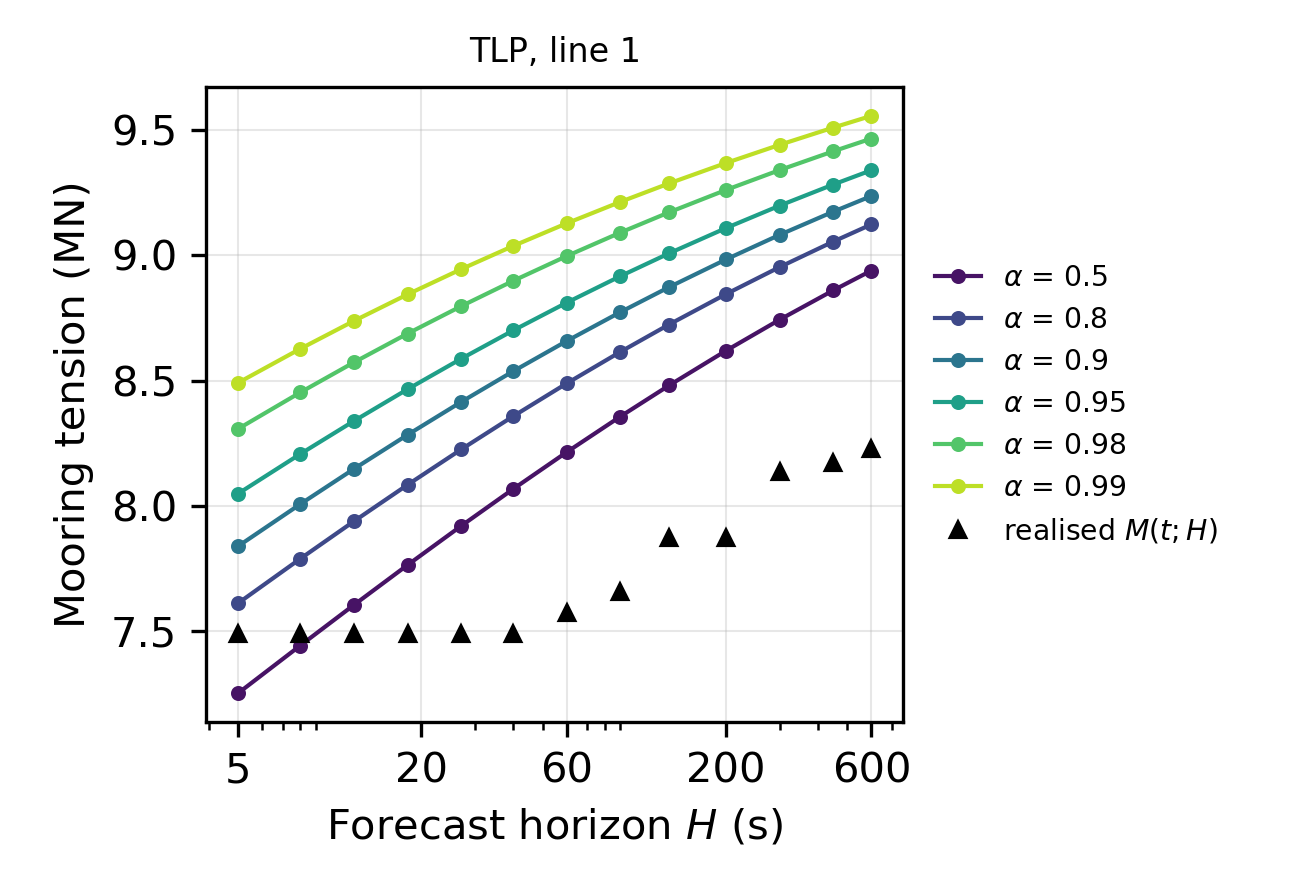 TLP, line 1
Mooring tension (MN)
9.5
9.0
8.5
8.0
7.5
5 20 60 200 600
Forecast horizon H (s)
α = 0.5
α = 0.8
α = 0.9
α = 0.95
α = 0.98
α = 0.99
realised M(t; H)